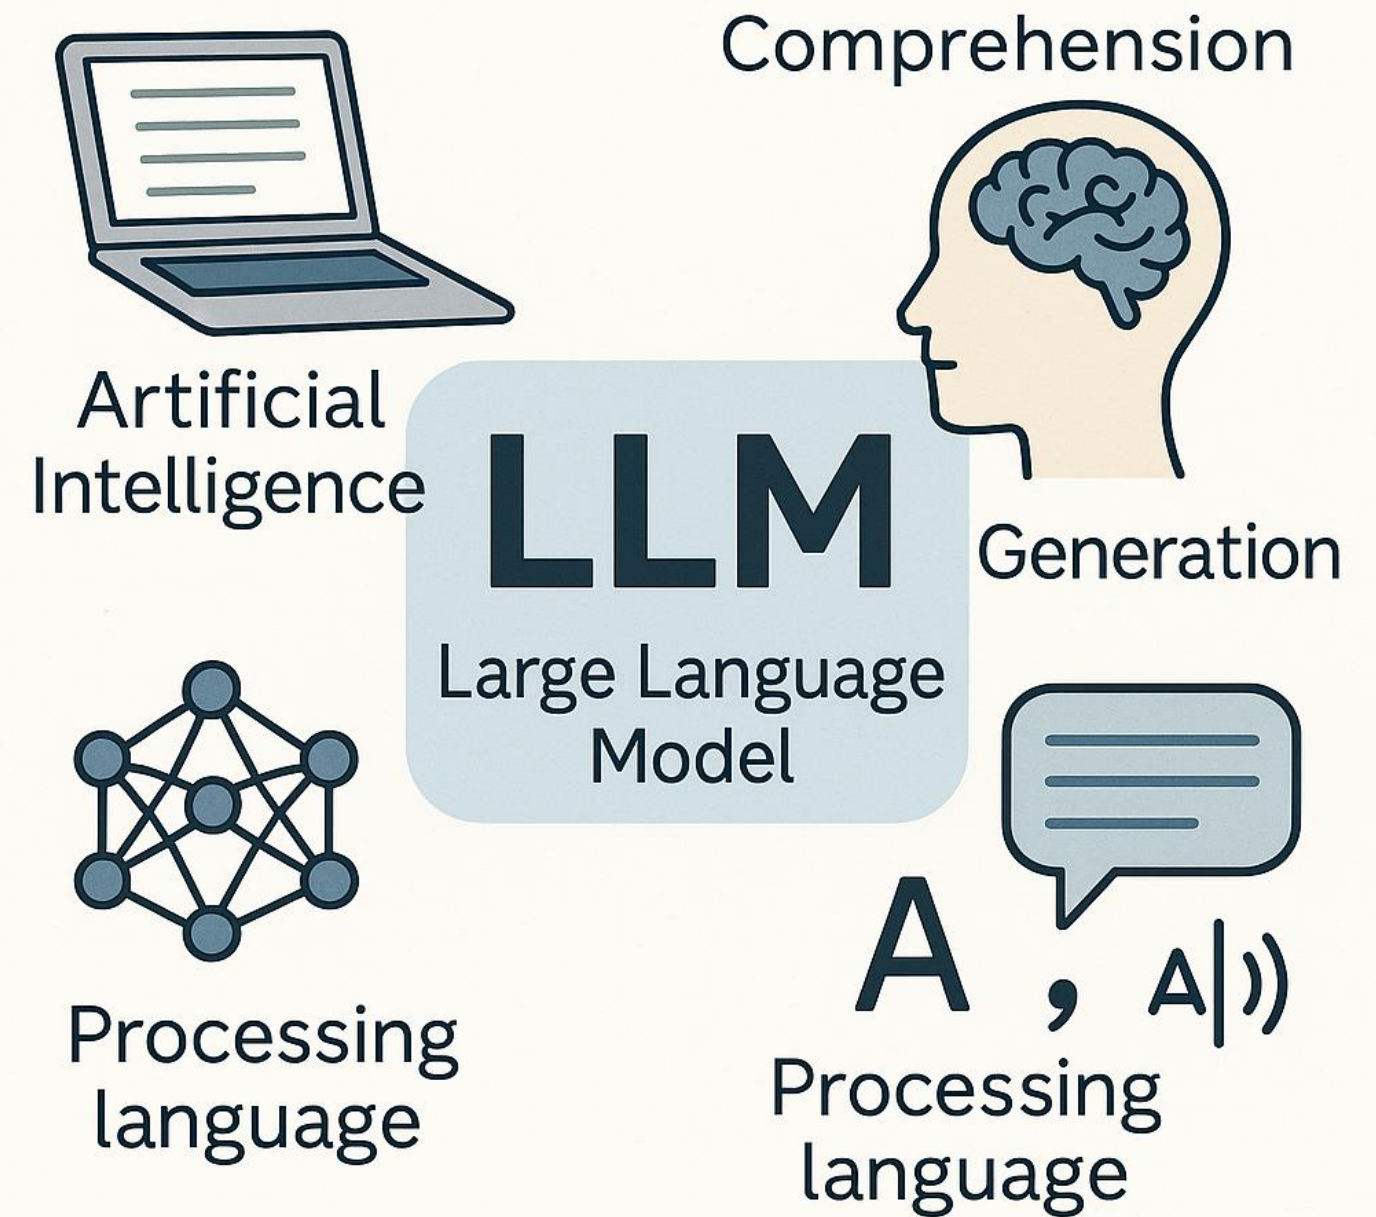 Comprehension
Artificial
Intelligence
LLM
Large Language
Model
Generation
A , A
Processing
language
Processing
language